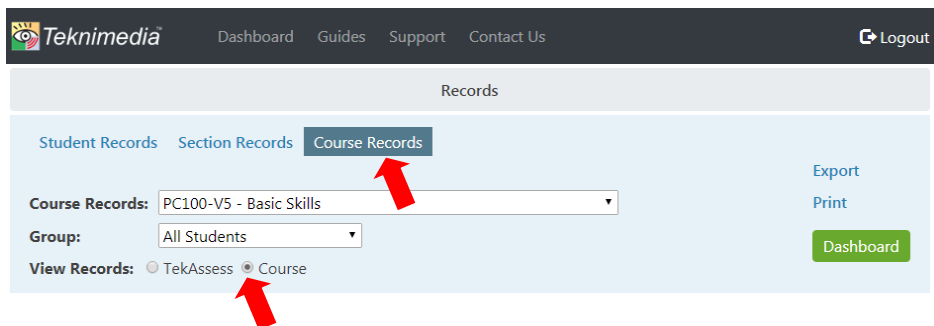 Teknimedia™ Dashboard Guides Support Contact Us Logout
Records
Student Records Section Records Course Records
Export
Course Records: PC100-V5 - Basic Skills Print
Group: All Students
Dashboard
View Records: TekAssess Course